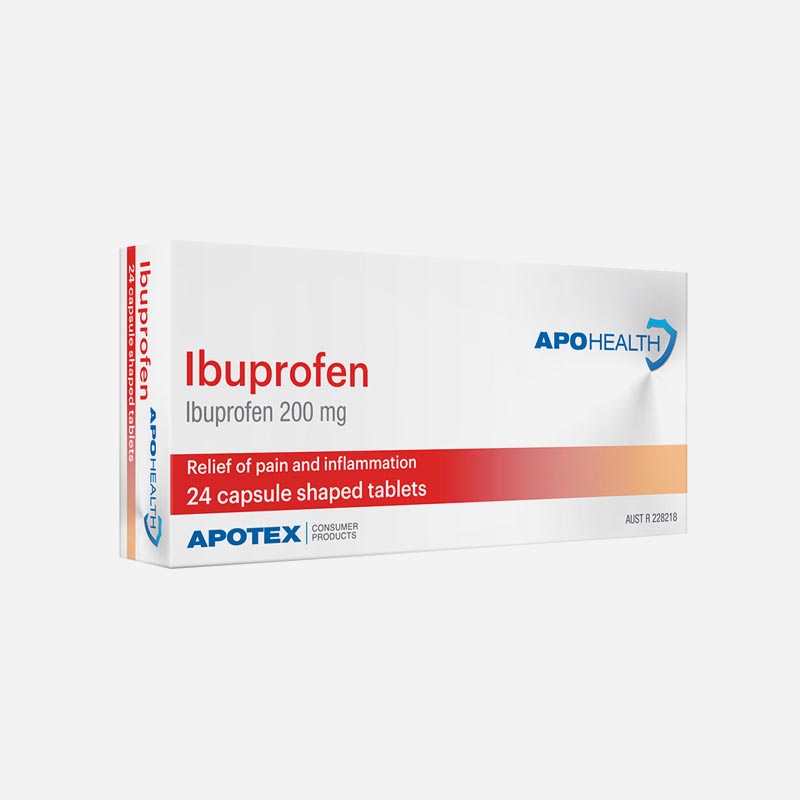 Ibuprofen
24 capsule shaped tablets
APOHEALTH
Ibuprofen
Ibuprofen 200 mg
APOHEALTH
Relief of pain and inflammation
24 capsule shaped tablets
APOTEX
CONSUMER
PRODUCTS
AUST R 228218